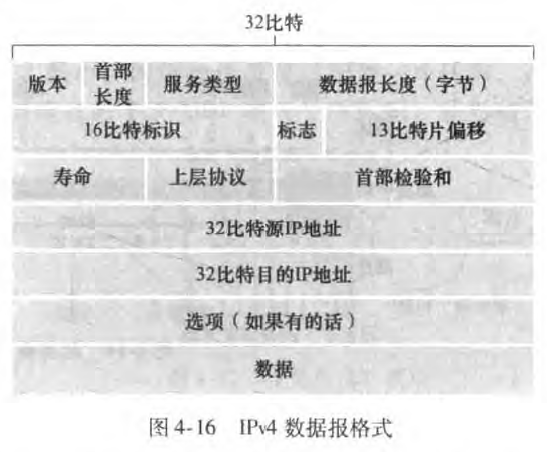 32比特
版本 首部长度 服务类型 数据报长度（字节）
16比特标识 标志 13比特片偏移
寿命 上层协议 首部检验和
32比特源IP地址
32比特目的IP地址
选项（如果有的话）
数据
图 4-16 IPv4 数据报格式